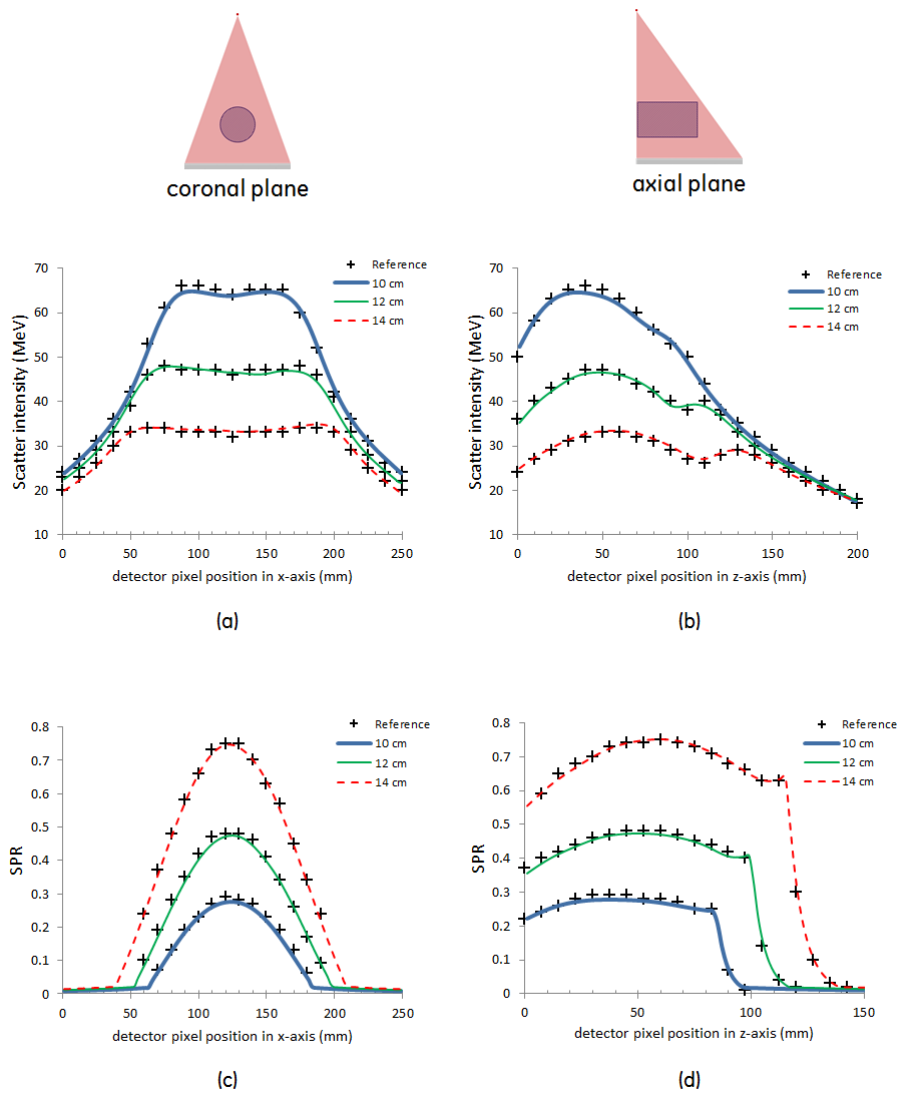 coronal plane
axial plane
Scatter intensity (MeV)
70
60
50
40
30
20
10
0 50 100 150 200 250
detector pixel position in x-axis (mm)
Reference
10 cm
12 cm
14 cm
(a)
Scatter intensity (MeV)
70
60
50
40
30
20
10
0 50 100 150 200
detector pixel position in z-axis (mm)
Reference
10 cm
12 cm
14 cm
(b)
SPR
0.8
0.7
0.6
0.5
0.4
0.3
0.2
0.1
0
0 50 100 150 200 250
detector pixel position in x-axis (mm)
Reference
10 cm
12 cm
14 cm
(c)
SPR
0.8
0.7
0.6
0.5
0.4
0.3
0.2
0.1
0
0 50 100 150
detector pixel position in z-axis (mm)
Reference
10 cm
12 cm
14 cm
(d)